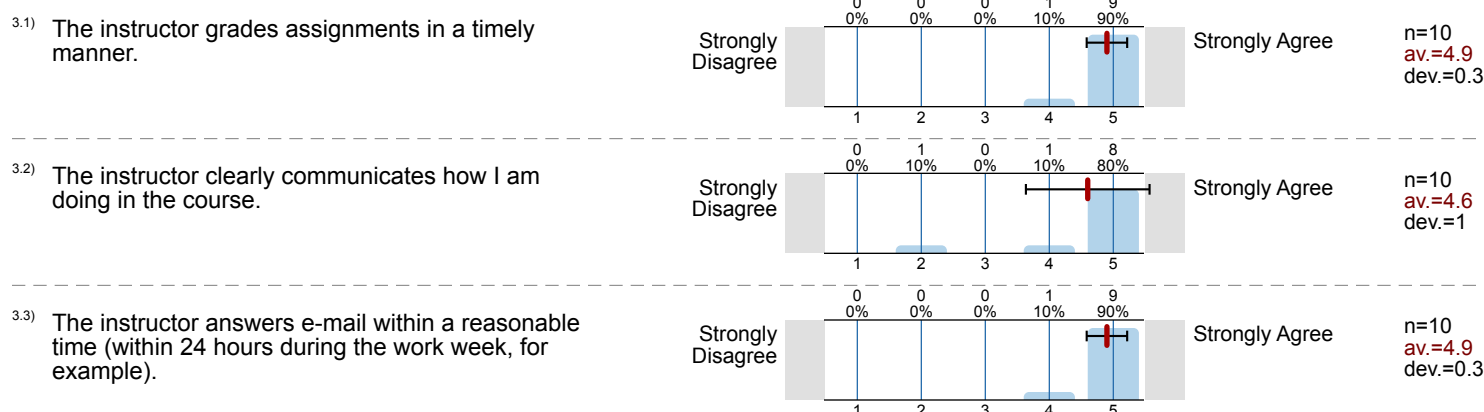 0 0 0 1 9
3.1) The instructor grades assignments in a timely manner.
0% 0% 0% 10% 90%
Strongly Disagree
Strongly Agree
n=10
av.=4.9
dev.=0.3
1 2 3 4 5
3.2) The instructor clearly communicates how I am doing in the course.
0 1 0 1 8
0% 10% 0% 10% 80%
Strongly Disagree
Strongly Agree
n=10
av.=4.6
dev.=1
1 2 3 4 5
3.3) The instructor answers e-mail within a reasonable time (within 24 hours during the work week, for example).
0 0 0 1 9
0% 0% 0% 10% 90%
Strongly Disagree
Strongly Agree
n=10
av.=4.9
dev.=0.3
1 2 3 4 5